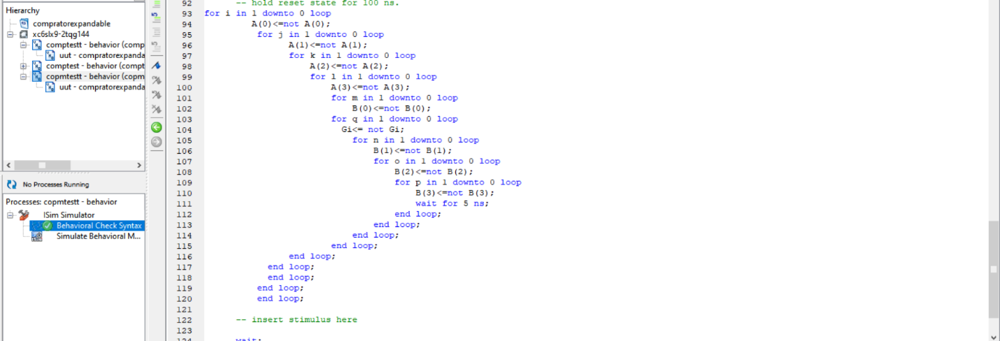 Hierarchy
compratorexpandable
xc6slx9-2tqg144
comptestt - behavior (comp
uut - compratorexpanda
comptest - behavior (compt
copmtestt - behavior (copm
uut - compratorexpanda
No Processes Running
Processes: copmtestt - behavior
ISim Simulator
Behavioral Check Syntax
Simulate Behavioral M...
92 -- hold reset state for 100 ns.
93 for i in 1 downto 0 loop
94 A(0)<=not A(0);
95 for j in 1 downto 0 loop
96 A(1)<=not A(1);
97 for k in 1 downto 0 loop
98 A(2)<=not A(2);
99 for l in 1 downto 0 loop
100 A(3)<=not A(3);
101 for m in 1 downto 0 loop
102 B(0)<=not B(0);
103 for q in 1 downto 0 loop
104 Gi<= not Gi;
105 for n in 1 downto 0 loop
106 B(1)<=not B(1);
107 for o in 1 downto 0 loop
108 B(2)<=not B(2);
109 for p in 1 downto 0 loop
110 B(3)<=not B(3);
111 wait for 5 ns;
112 end loop;
113 end loop;
114 end loop;
115 end loop;
116 end loop;
117 end loop;
118 end loop;
119 end loop;
120 end loop;
121
122 -- insert stimulus here
123
124 wait;